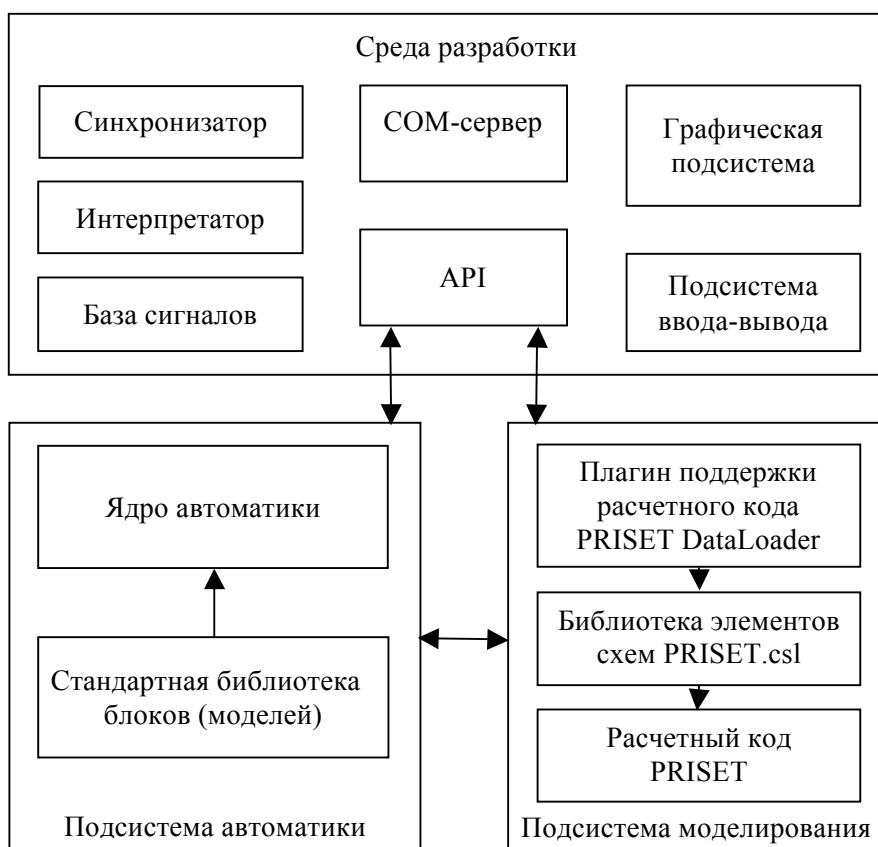 Среда разработки
Синхронизатор
COM-сервер
Графическая
подсистема
Интерпретатор
API
База сигналов
Подсистема
ввода-вывода
Ядро автоматики
Стандартная библиотека
блоков (моделей)
Подсистема автоматики
Плагин поддержки
расчетного кода
PRISET DataLoader
Библиотека элементов
схем PRISET.csl
Расчетный код
PRISET
Подсистема моделирования